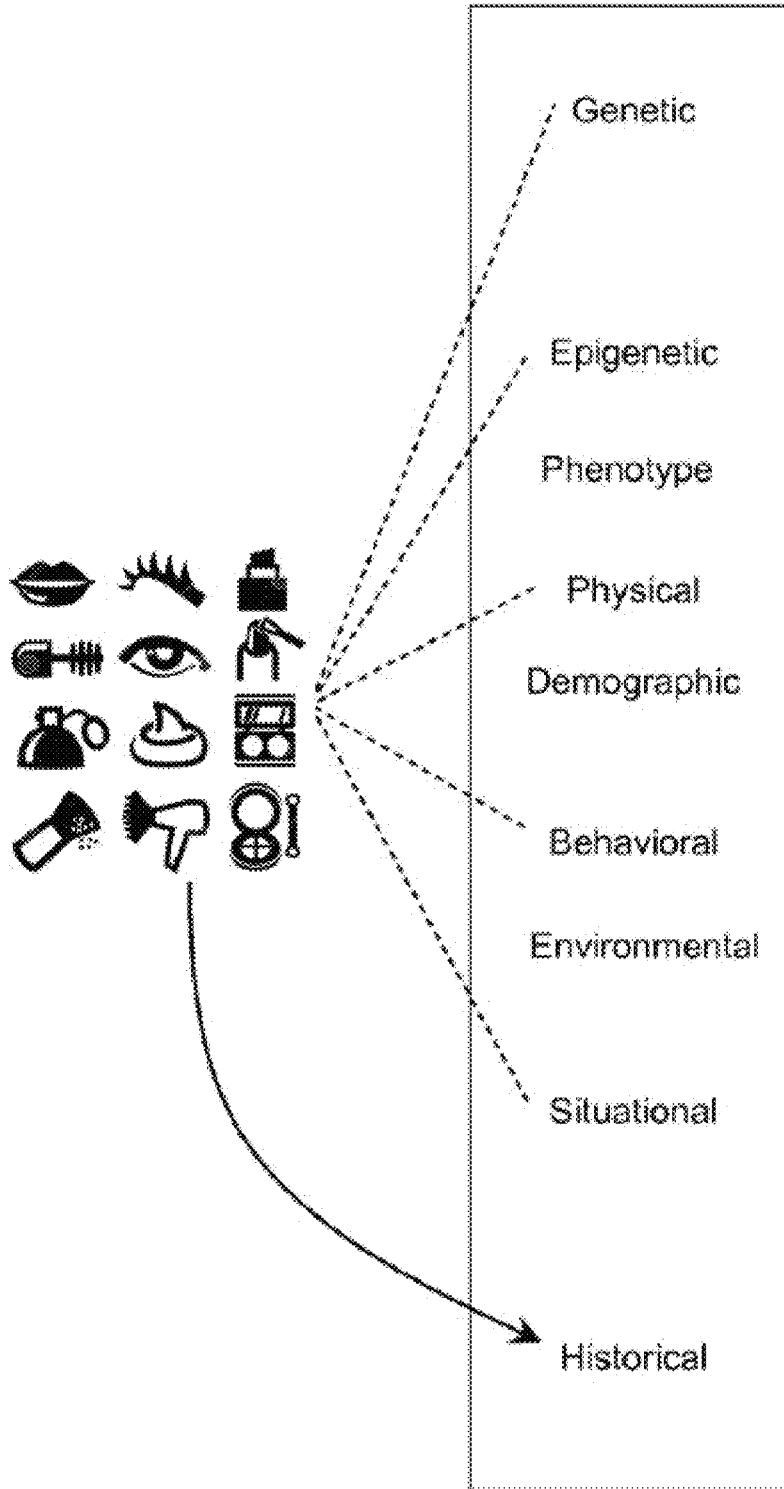 Genetic
Epigenetic
Phenotype
Physical
Demographic
Behavioral
Environmental
Situational
Historical